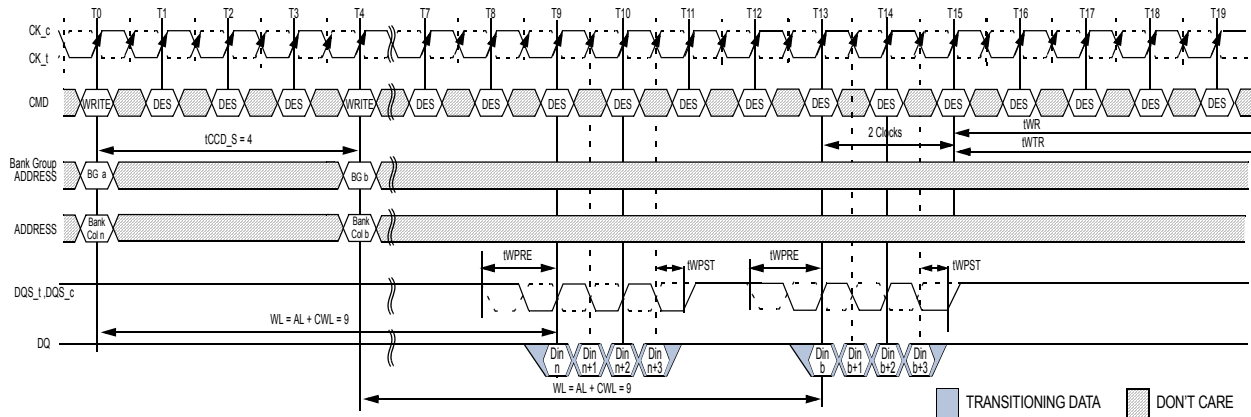 T0 T1 T2 T3 T4 T7 T8 T9 T10 T11 T12 T13 T14 T15 T16 T17 T18 T19
CK_c
CK_t
CMD WRITE DES DES DES WRITE DES DES DES DES DES DES DES DES DES DES DES DES DES
tCCD_S = 4 2 Clocks tWR
tWTR
Bank Group
ADDRESS BG a BG b
ADDRESS Bank
Col n Bank
Col b
tWPRE tWPST tWPRE tWPST
DQS_t ,DQS_c
WL = AL + CWL = 9
DQ Din
n Din
n+1 Din
n+2 Din
n+3 Din
b Din
b+1 Din
b+2 Din
b+3
WL = AL + CWL = 9
TRANSITIONING DATA DON'T CARE